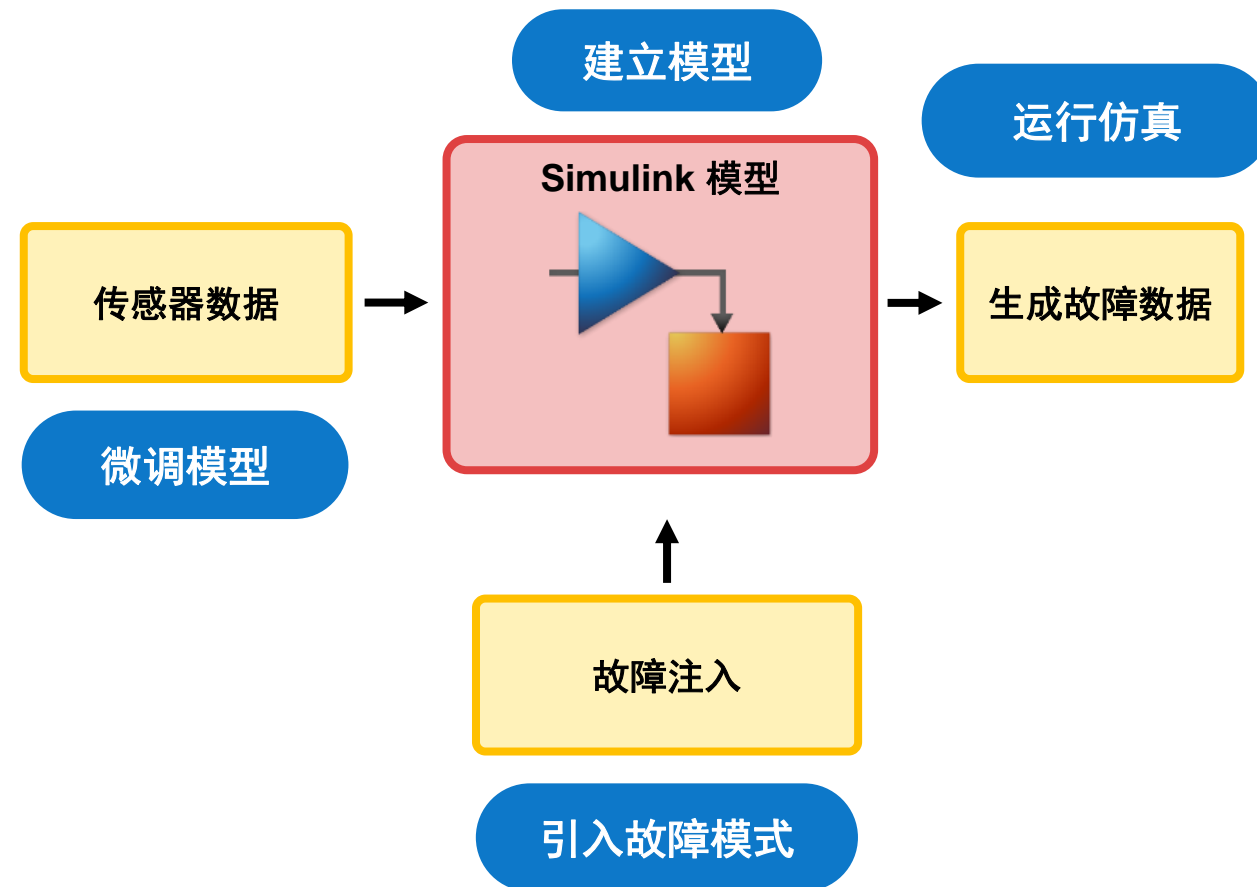 建立模型
运行仿真
Simulink 模型
传感器数据
生成故障数据
微调模型
故障注入
引入故障模式